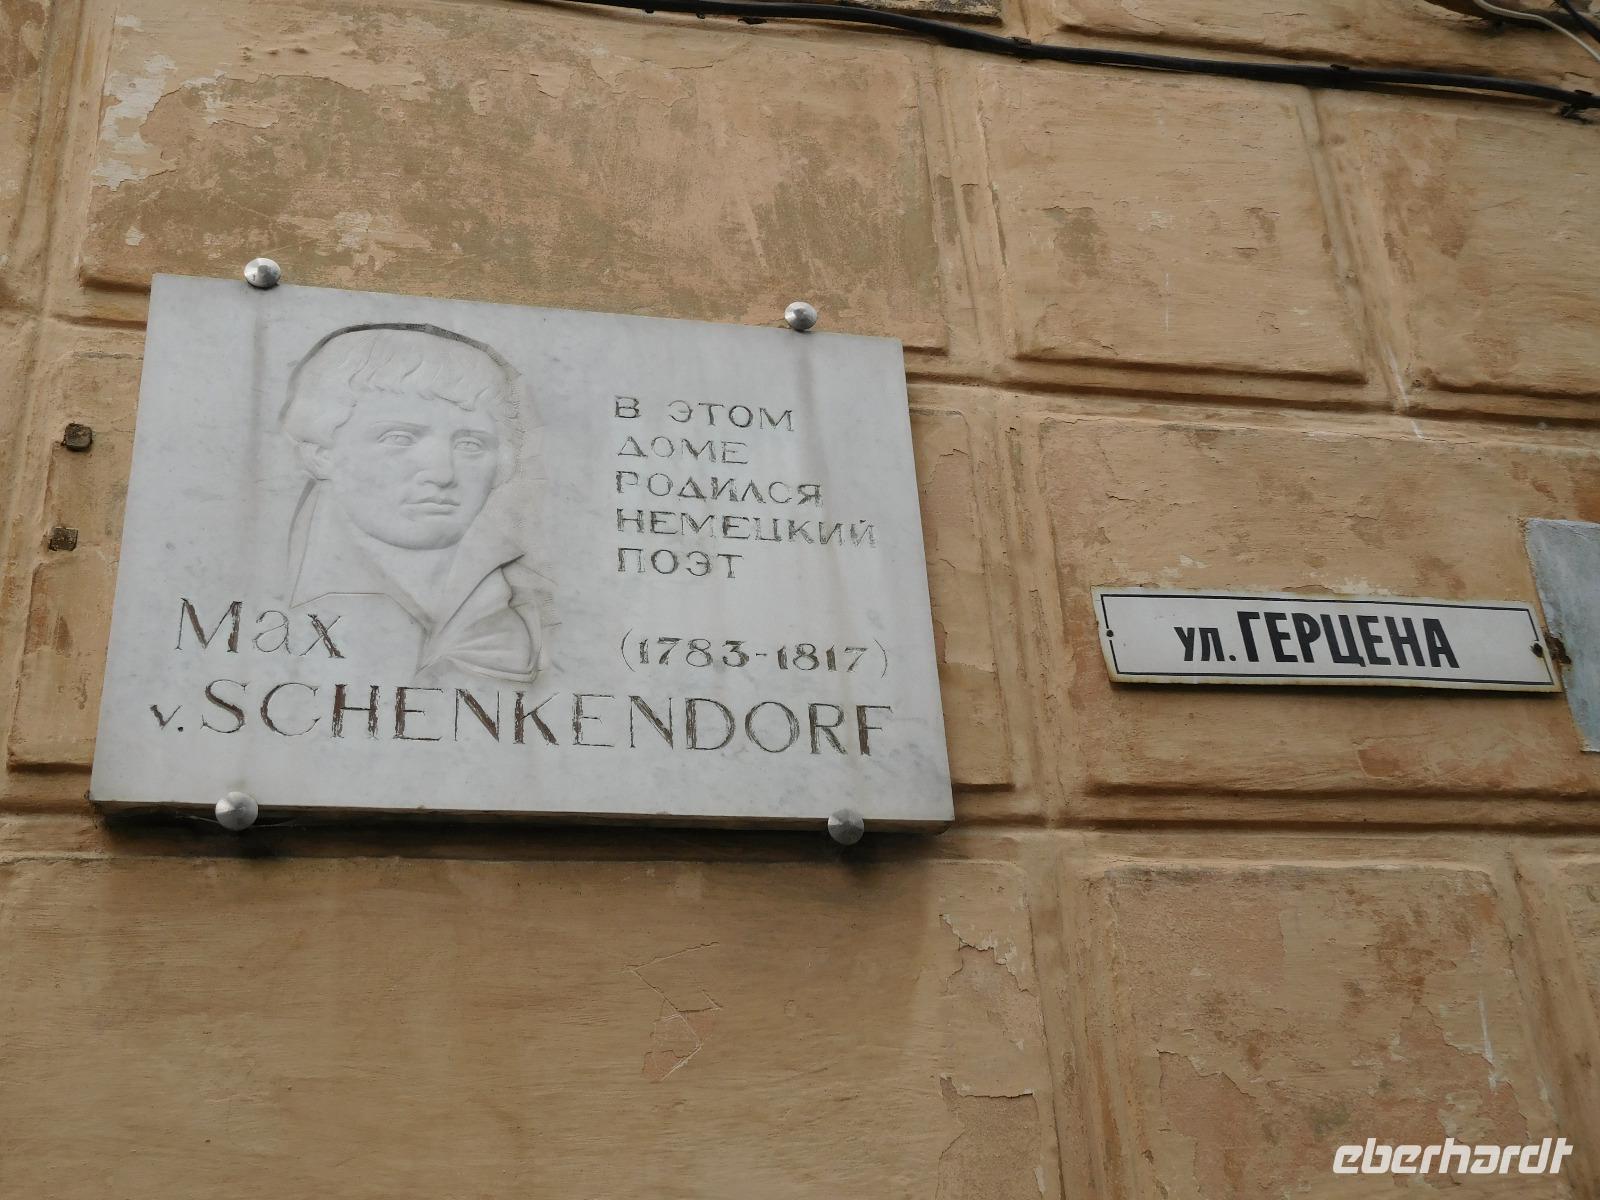 В ЭТОМ
ДОМЕ
РОДИЛСЯ
НЕМЕЦКИЙ
ПОЭТ
Max
(1783-1817)
v. SCHENKENDORF
ул. ГЕРЦЕНА
eberhardt